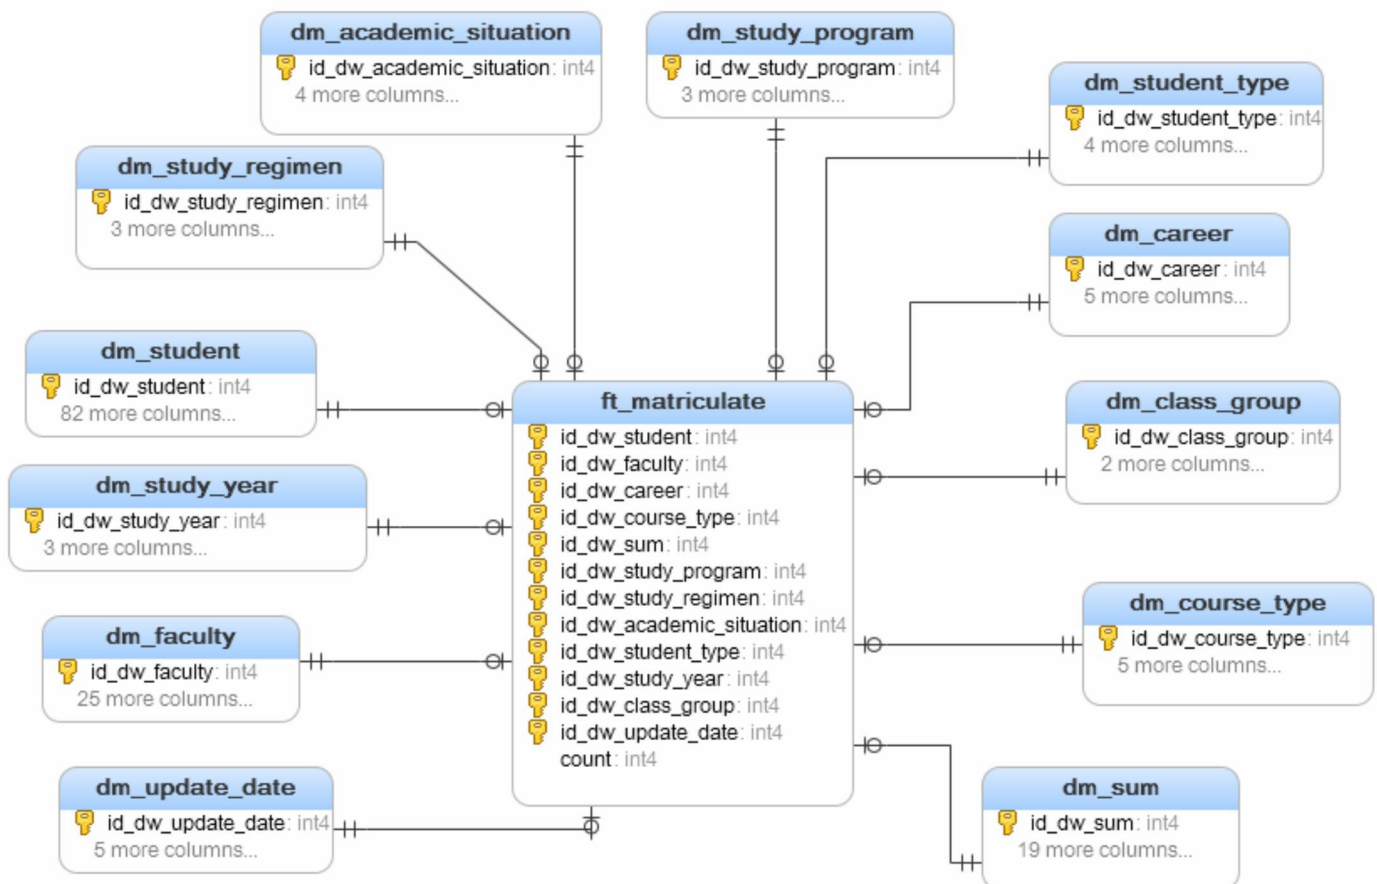 dm_academic_situation
id_dw_academic_situation: int4
4 more columns...
dm_study_program
id_dw_study_program: int4
3 more columns...
dm_student_type
id_dw_student_type: int4
4 more columns...
dm_study_regimen
id_dw_study_regimen: int4
3 more columns...
dm_career
id_dw_career: int4
5 more columns...
dm_student
id_dw_student: int4
82 more columns...
ft_matriculate
id_dw_student: int4
id_dw_faculty: int4
id_dw_career: int4
id_dw_course_type: int4
id_dw_sum: int4
id_dw_study_program: int4
id_dw_study_regimen: int4
id_dw_academic_situation: int4
id_dw_student_type: int4
id_dw_study_year: int4
id_dw_class_group: int4
id_dw_update_date: int4
count: int4
dm_class_group
id_dw_class_group: int4
2 more columns...
dm_study_year
id_dw_study_year: int4
3 more columns...
dm_course_type
id_dw_course_type: int4
5 more columns...
dm_faculty
id_dw_faculty: int4
25 more columns...
dm_update_date
id_dw_update_date: int4
5 more columns...
dm_sum
id_dw_sum: int4
19 more columns...